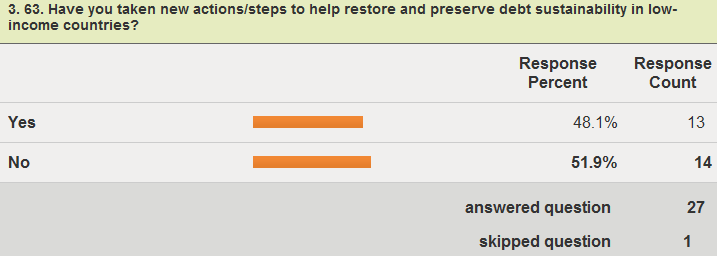 3. 63. Have you taken new actions/steps to help restore and preserve debt sustainability in low-
income countries?
Response Percent Response Count
Yes 48.1% 13
No 51.9% 14
answered question 27
skipped question 1